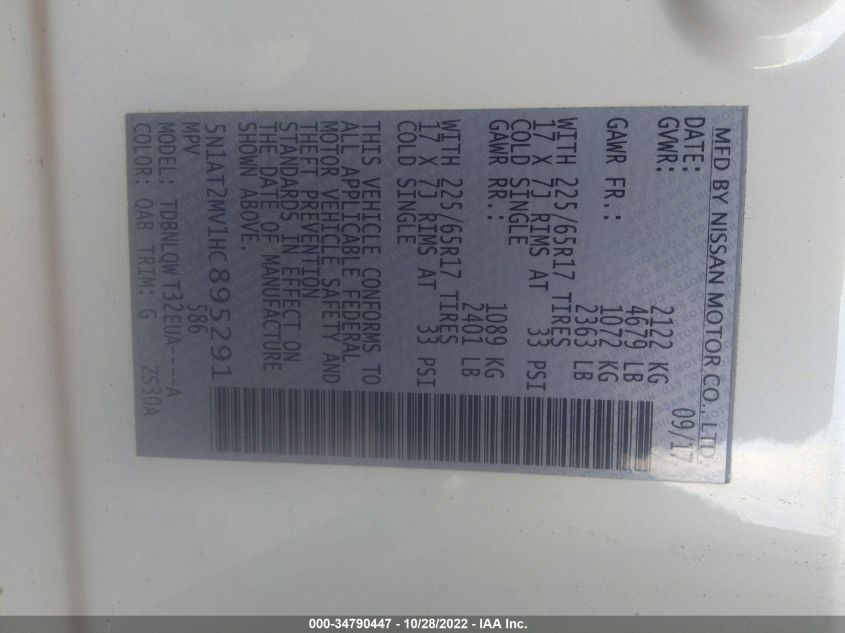 MFD BY NISSAN MOTOR CO., LTD.
DATE: 09/17
GVWR: 2122 KG
4679 LB
GAWR FR.: 1072 KG
2363 LB
WITH 225/65R17 TIRES
17 X 7J RIMS AT 33 PSI
COLD SINGLE
GAWR RR.: 1089 KG
2401 LB
WITH 225/65R17 TIRES
17 X 7J RIMS AT 33 PSI
COLD SINGLE
THIS VEHICLE CONFORMS TO
ALL APPLICABLE FEDERAL
MOTOR VEHICLE SAFETY AND
THEFT PREVENTION
STANDARDS IN EFFECT ON
THE DATE OF MANUFACTURE
SHOWN ABOVE.
5N1AT2MV1HC895291
MPV 586
MODEL: TDBNLQWT32EUA----A
COLOR: QAB TRIM: G ZS30A
000-34790447 - 10/28/2022 - IAA Inc.